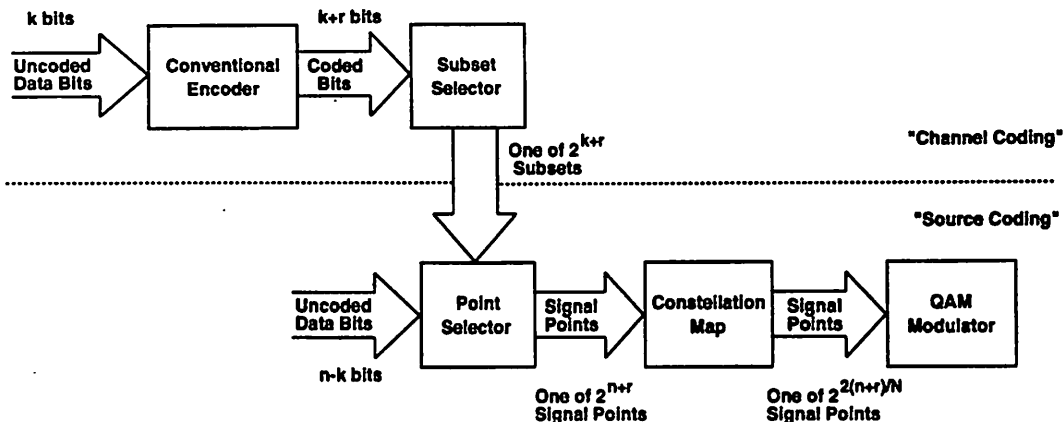 k bits
Uncoded
Data Bits
Conventional
Encoder
k+r bits
Coded
Bits
Subset
Selector
One of 2^k+r
Subsets
"Channel Coding"
"Source Coding"
Uncoded
Data Bits
n-k bits
Point
Selector
Signal
Points
One of 2^n+r
Signal Points
Constellation
Map
Signal
Points
One of 2^2(n+r)/N
Signal Points
QAM
Modulator